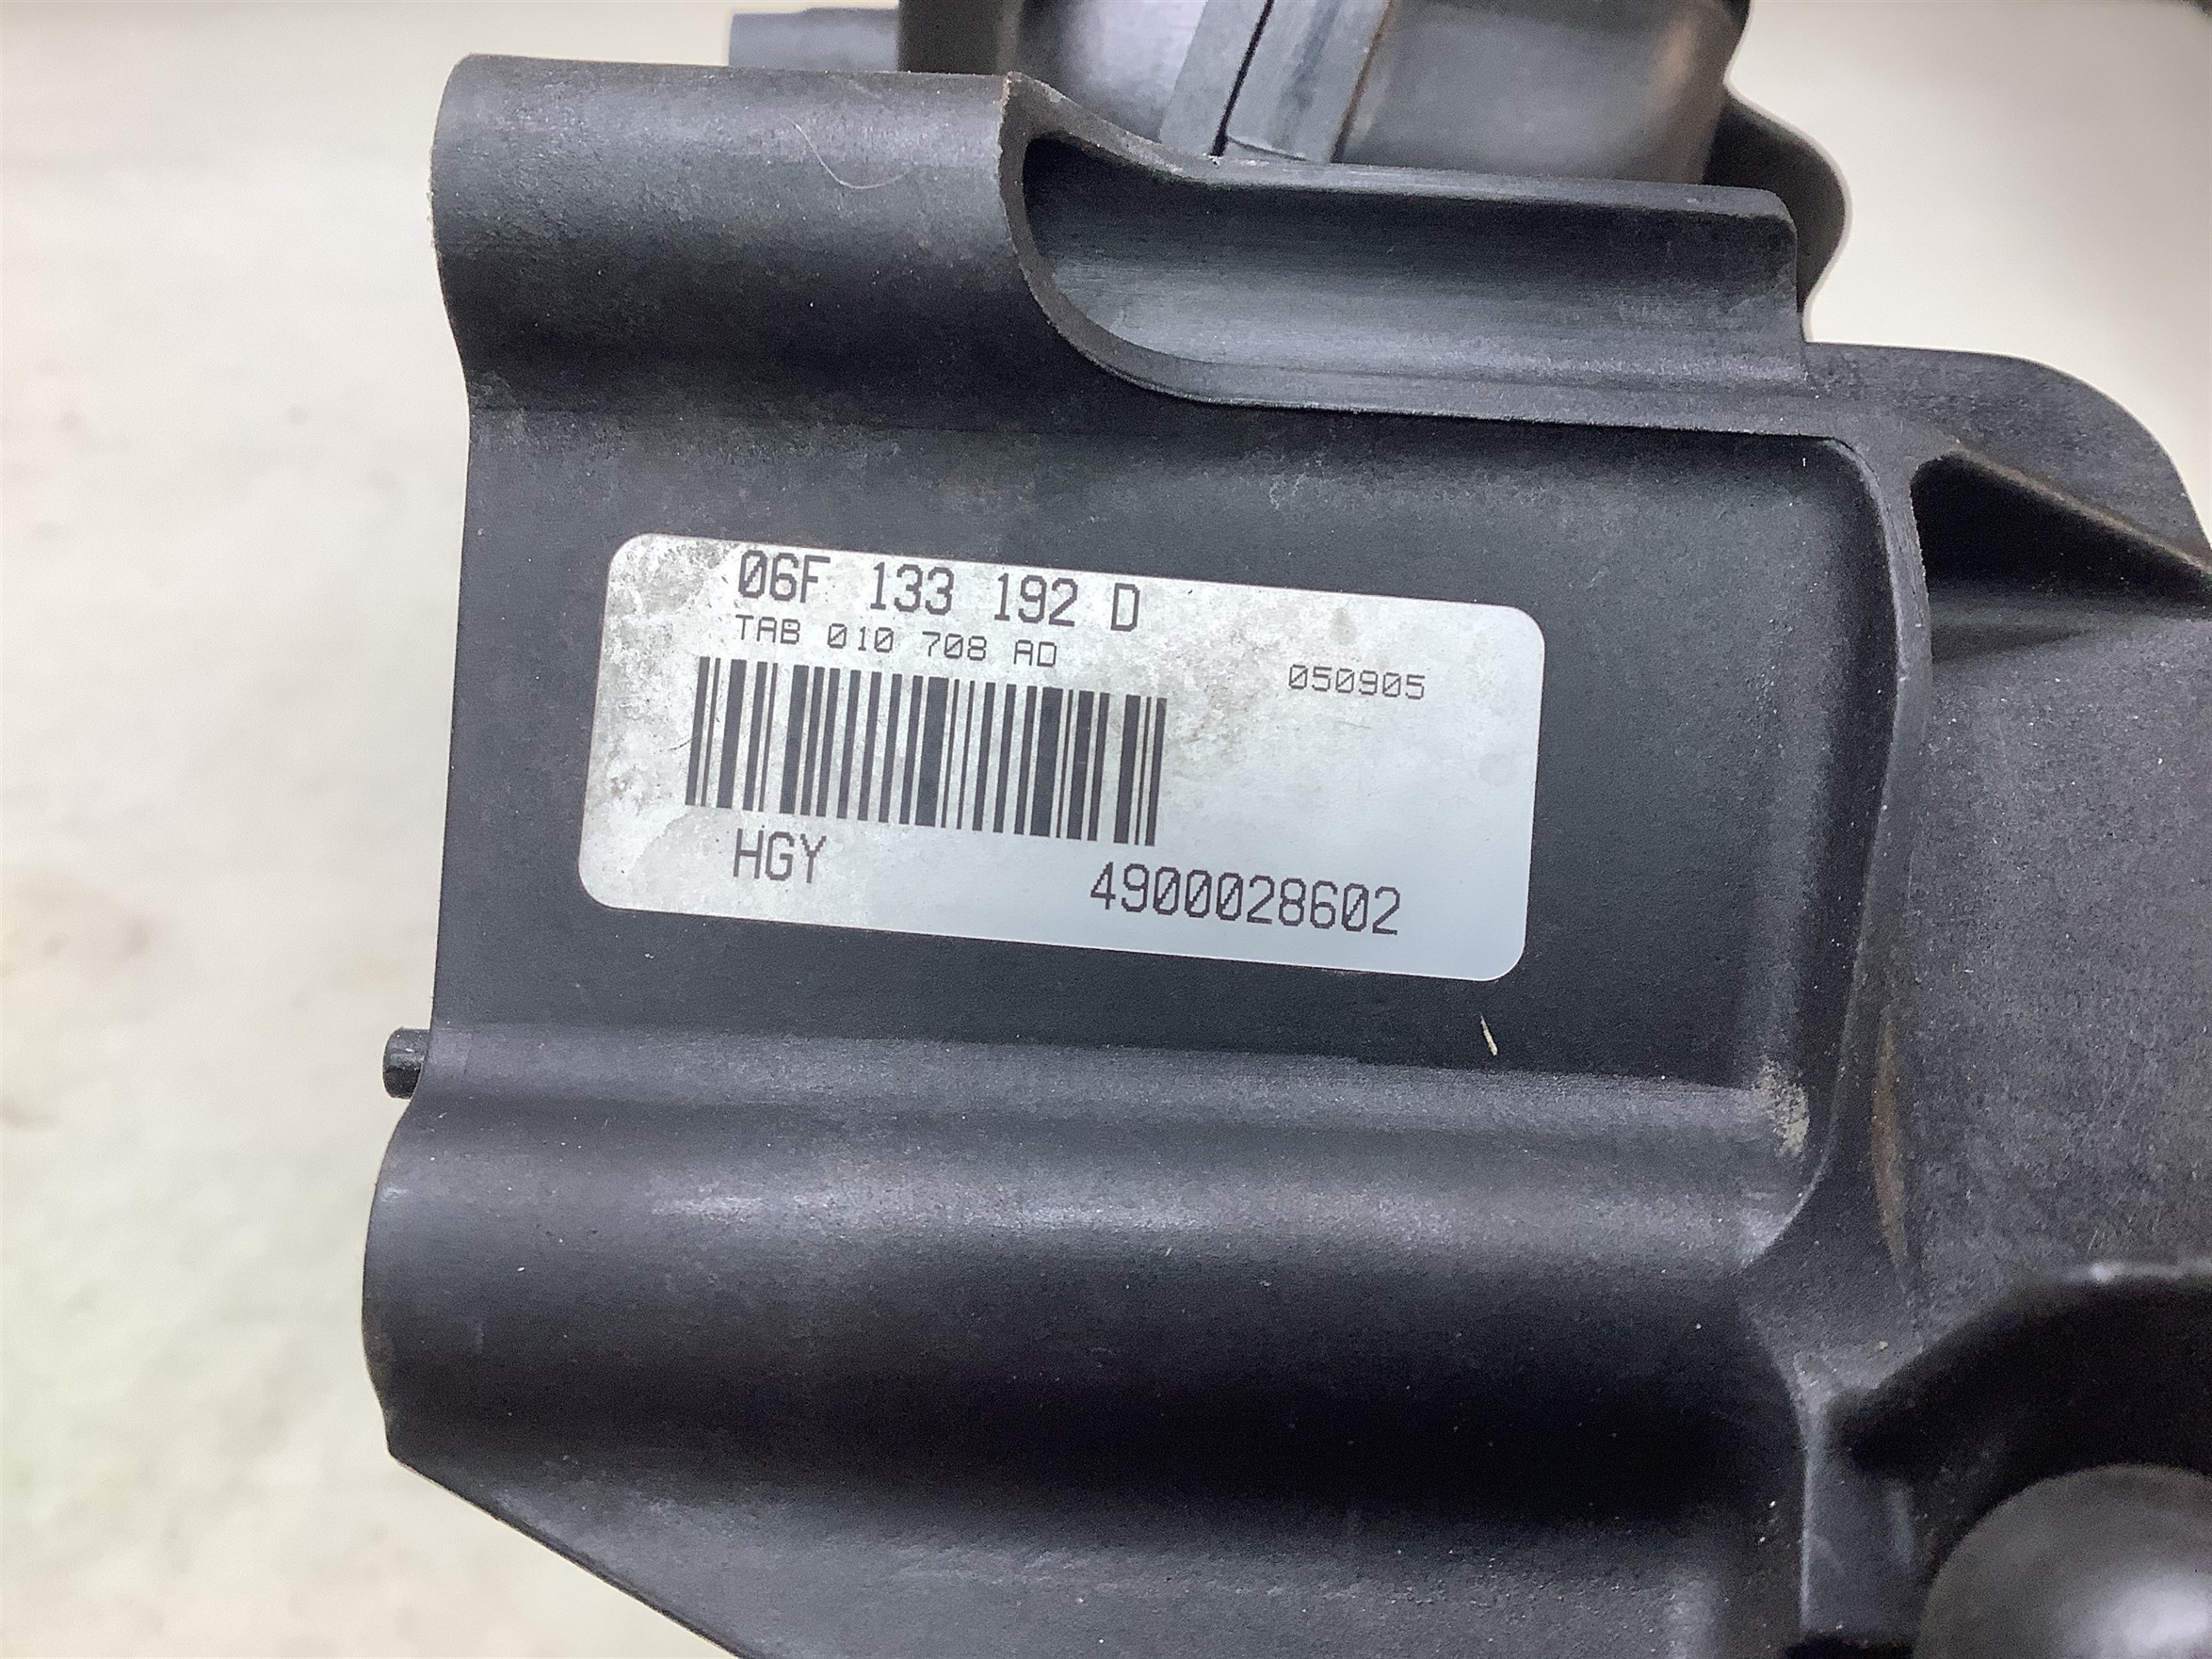 06F 133 192 D
TAB 010 708 AD
050905
HGY
4900028602